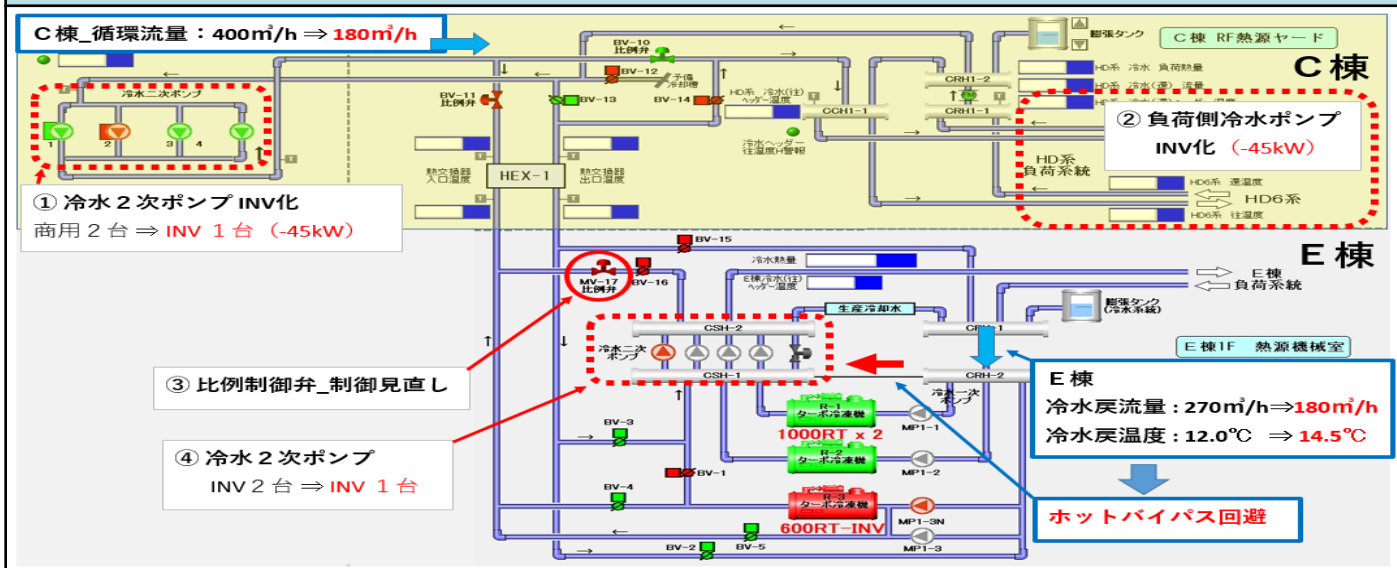 C棟_循環流量：400㎥/h ⇒ 180㎥/h
BV-10
比例弁
膨張タンク
C棟 RF熱源ヤード
C棟
BV-12
予備
冷却槽
冷水二次ポンプ
1
2
3
4
BV-11
比例弁
BV-13
BV-14
HD系 冷水(往)
ヘッダー温度
CCH1-1
CRH1-2
CRH1-1
HD系 冷水 負荷熱量
HD系 冷水(還) 流量
冷水ヘッダー
往温度H警報
② 負荷側冷水ポンプ
INV化 (-45kW)
HD系
負荷系統
HD6系 還温度
HD6系
HD6系 往温度
熱交換器
入口温度
HEX-1
熱交換器
出口温度
① 冷水２次ポンプ INV化
商用２台 ⇒ INV １台 (-45kW)
BV-15
E棟
冷水熱量
E棟冷水(往)
ヘッダー温度
E棟
負荷系統
MV-17
比例弁
BV-16
生産冷却水
膨張タンク
(冷水系統)
CSH-2
冷水二次
ポンプ
CSH-1
CRH-2
E棟1F 熱源機械室
③ 比例制御弁_制御見直し
冷水一次
ポンプ
E棟
冷水戻流量：270㎥/h⇒180㎥/h
冷水戻温度：12.0℃ ⇒ 14.5℃
R-1
ターボ冷凍機
MP1-1
1000RT x 2
BV-3
④ 冷水２次ポンプ
INV２台 ⇒ INV １台
R-2
ターボ冷凍機
MP1-2
BV-1
BV-4
R-3
ターボ冷凍機
MP1-3N
600RT-INV
ホットバイパス回避
BV-2
BV-5
MP1-3